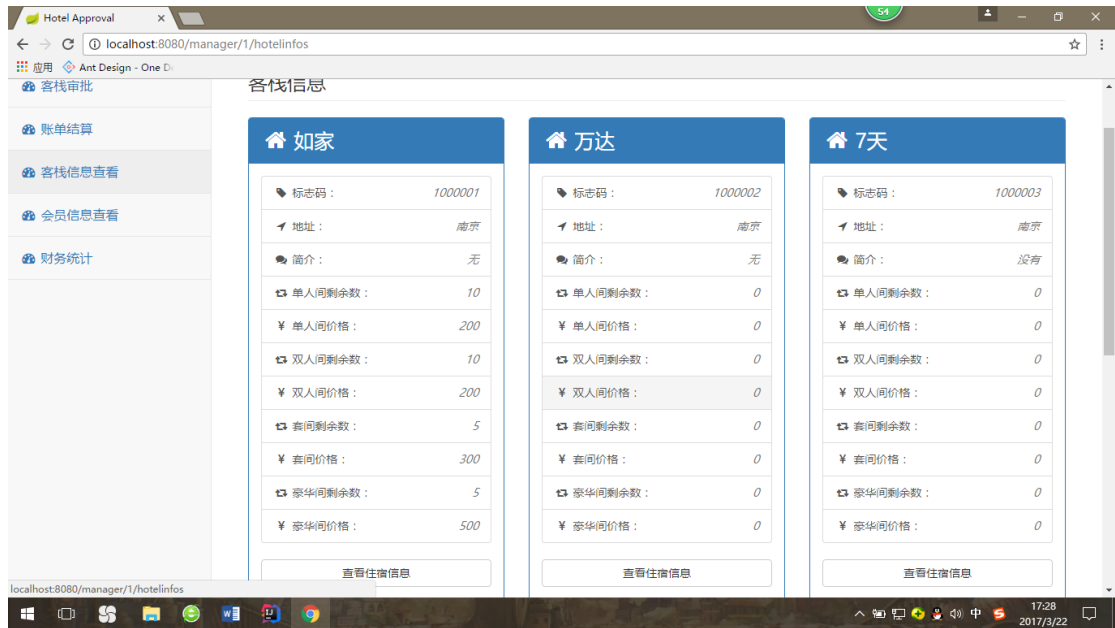 Hotel Approval
54
localhost:8080/manager/1/hotelinfos
应用 Ant Design - One D
客栈审批
账单结算
客栈信息查看
会员信息查看
财务统计
客栈信息
如家
标志码： 1000001
地址： 南京
简介： 无
单人间剩余数： 10
¥ 单人间价格： 200
双人间剩余数： 10
¥ 双人间价格： 200
套间剩余数： 5
¥ 套间价格： 300
豪华间剩余数： 5
¥ 豪华间价格： 500
查看住宿信息
万达
标志码： 1000002
地址： 南京
简介： 无
单人间剩余数： 0
¥ 单人间价格： 0
双人间剩余数： 0
¥ 双人间价格： 0
套间剩余数： 0
¥ 套间价格： 0
豪华间剩余数： 0
¥ 豪华间价格： 0
查看住宿信息
7天
标志码： 1000003
地址： 南京
简介： 没有
单人间剩余数： 0
¥ 单人间价格： 0
双人间剩余数： 0
¥ 双人间价格： 0
套间剩余数： 0
¥ 套间价格： 0
豪华间剩余数： 0
¥ 豪华间价格： 0
查看住宿信息
localhost:8080/manager/1/hotelinfos
中
17:28
2017/3/22